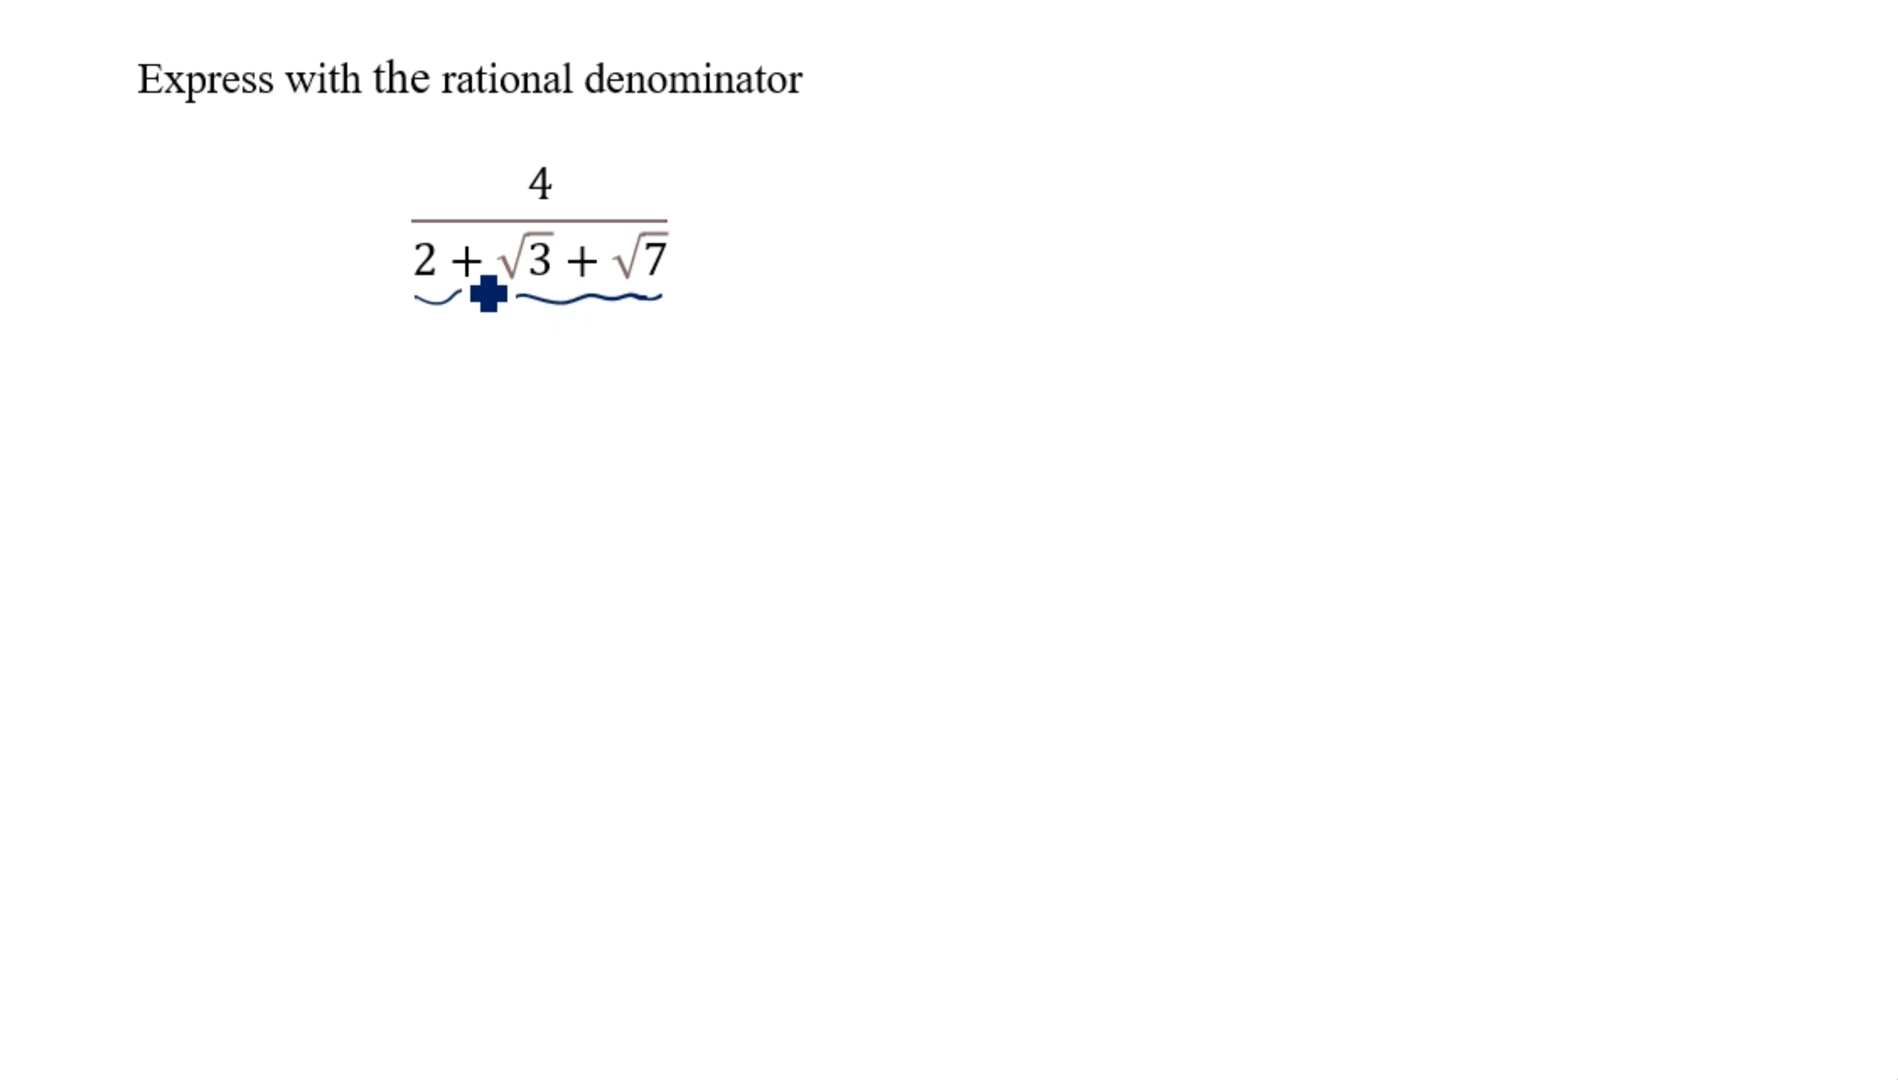 Express with the rational denominator
4
2 + √3 + √7